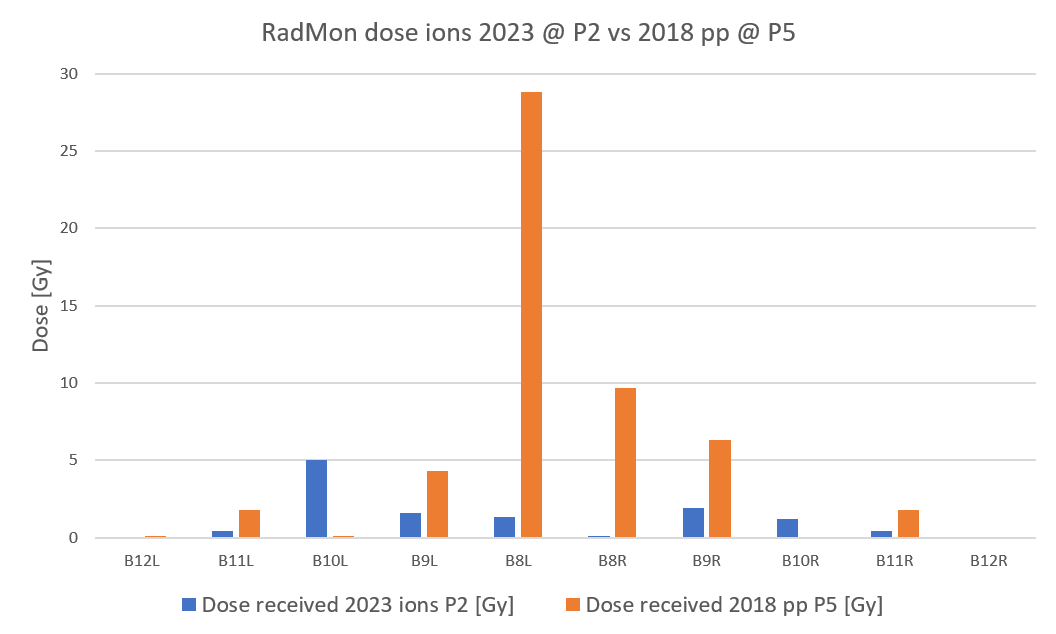 RadMon dose ions 2023 @ P2 vs 2018 pp @ P5
30
25
20
15
10
5
0
Dose [Gy]
B12L B11L B10L B9L B8L B8R B9R B10R B11R B12R
Dose received 2023 ions P2 [Gy] Dose received 2018 pp P5 [Gy]